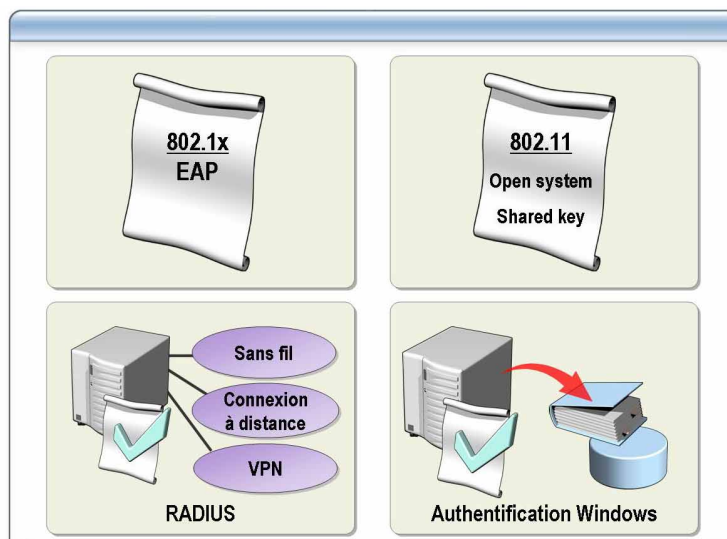 802.1x
EAP
802.11
Open system
Shared key
Sans fil
Connexion
à distance
VPN
RADIUS
Authentification Windows